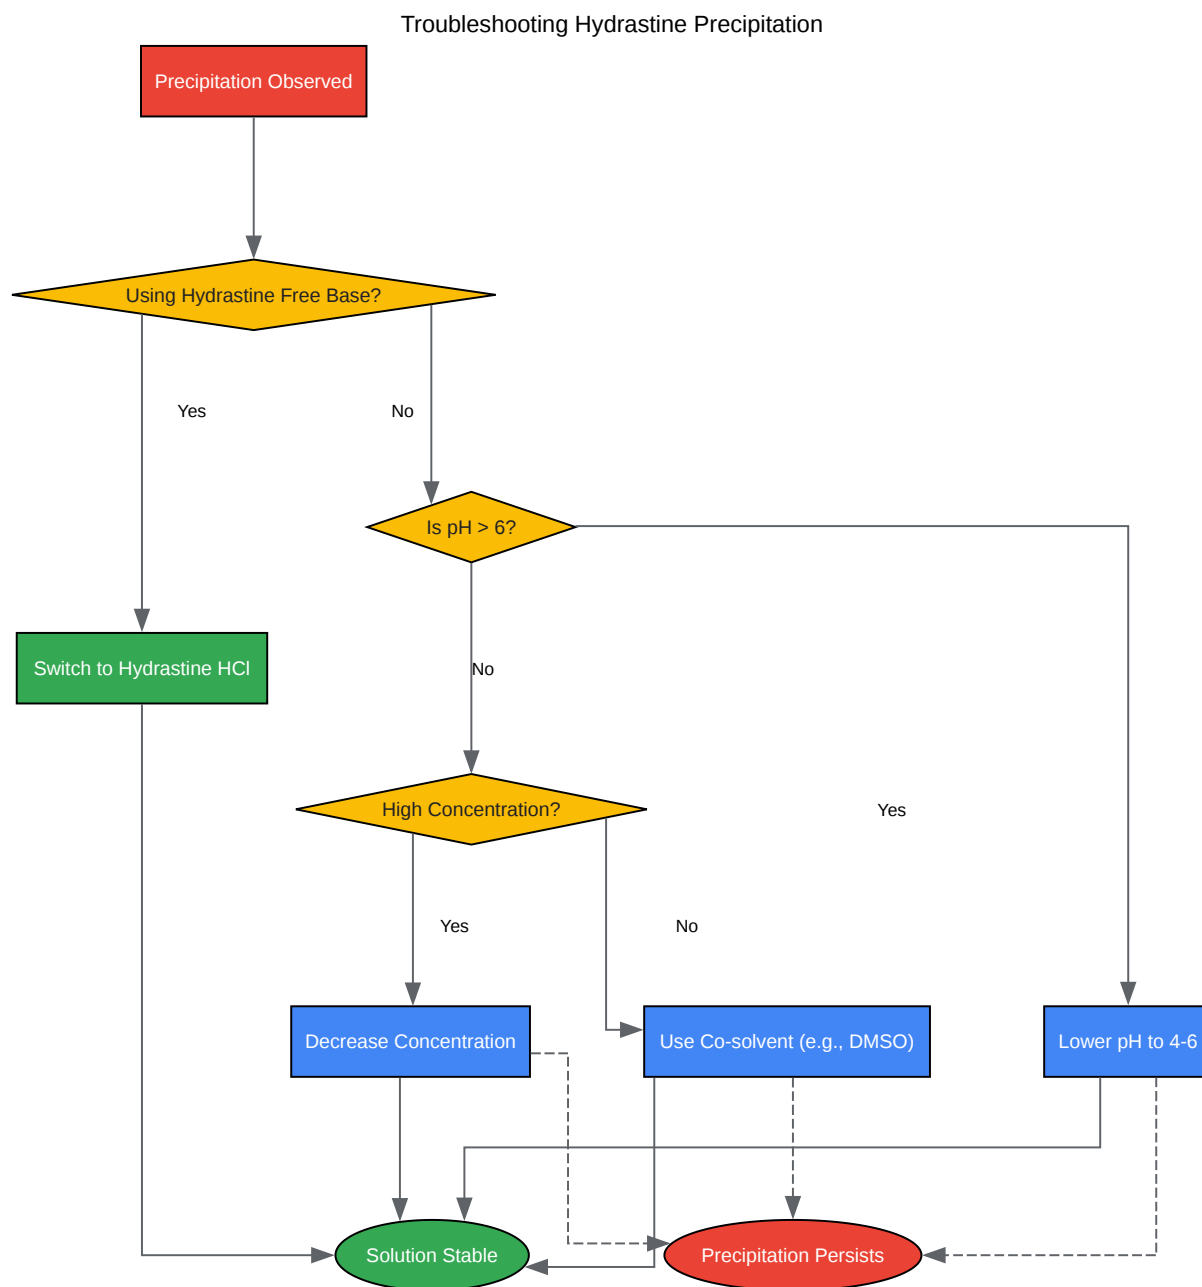 Troubleshooting Hydrastine Precipitation
Precipitation Observed
Using Hydrastine Free Base?
Yes
No
Is pH > 6?
Switch to Hydrastine HCl
No
High Concentration?
Yes
Yes
No
Decrease Concentration
Use Co-solvent (e.g., DMSO)
Lower pH to 4-6
Solution Stable
Precipitation Persists